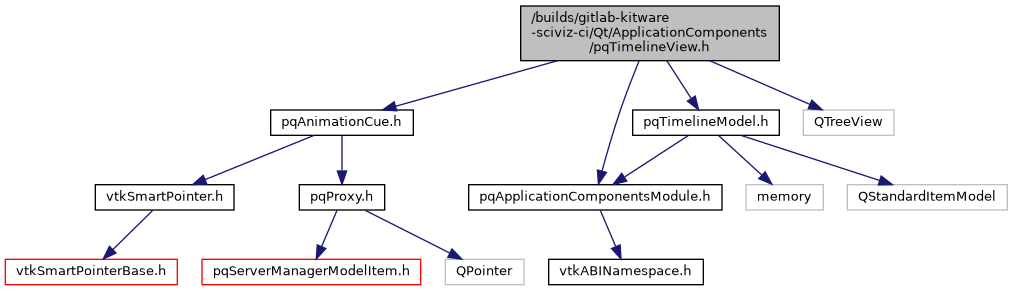 /builds/gitlab-kitware
-sciviz-ci/Qt/ApplicationComponents
/pqTimelineView.h
pqAnimationCue.h
pqTimelineModel.h
QTreeView
vtkSmartPointer.h
pqProxy.h
pqApplicationComponentsModule.h
memory
QStandardItemModel
vtkSmartPointerBase.h
pqServerManagerModelItem.h
QPointer
vtkABINamespace.h